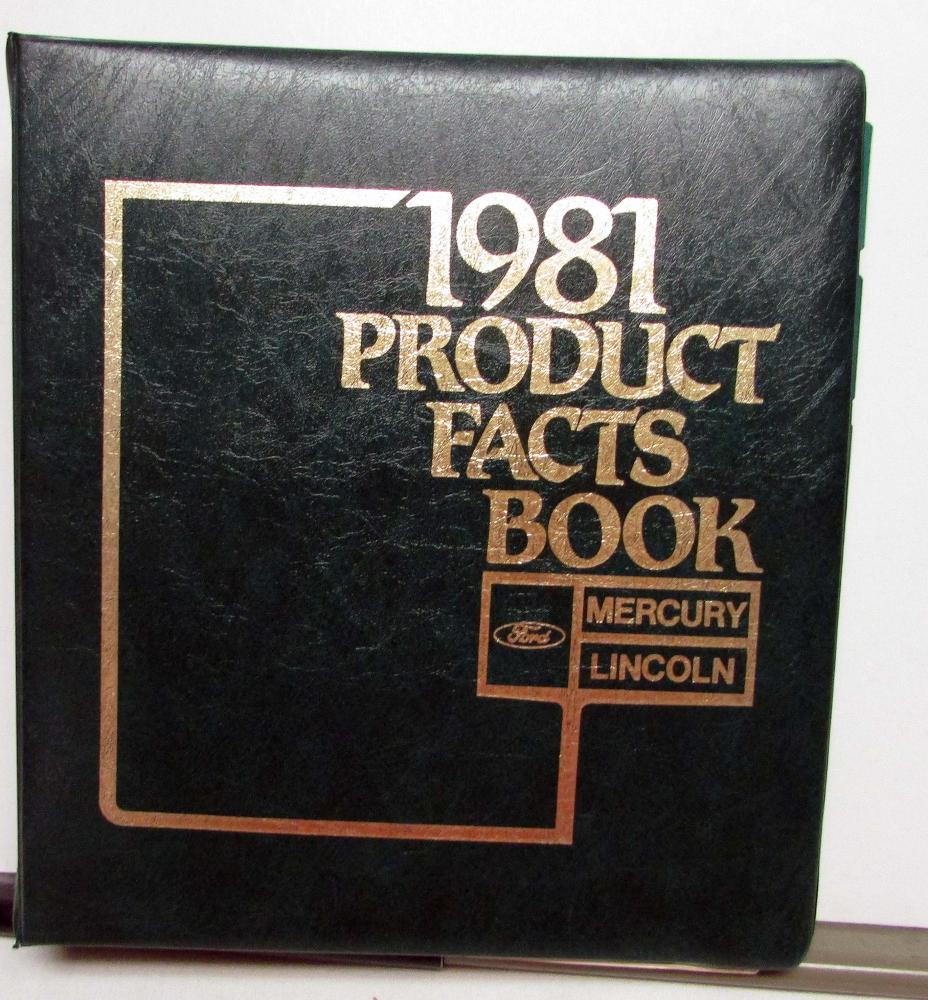 1981
PRODUCT
FACTS
BOOK
Ford
MERCURY
LINCOLN